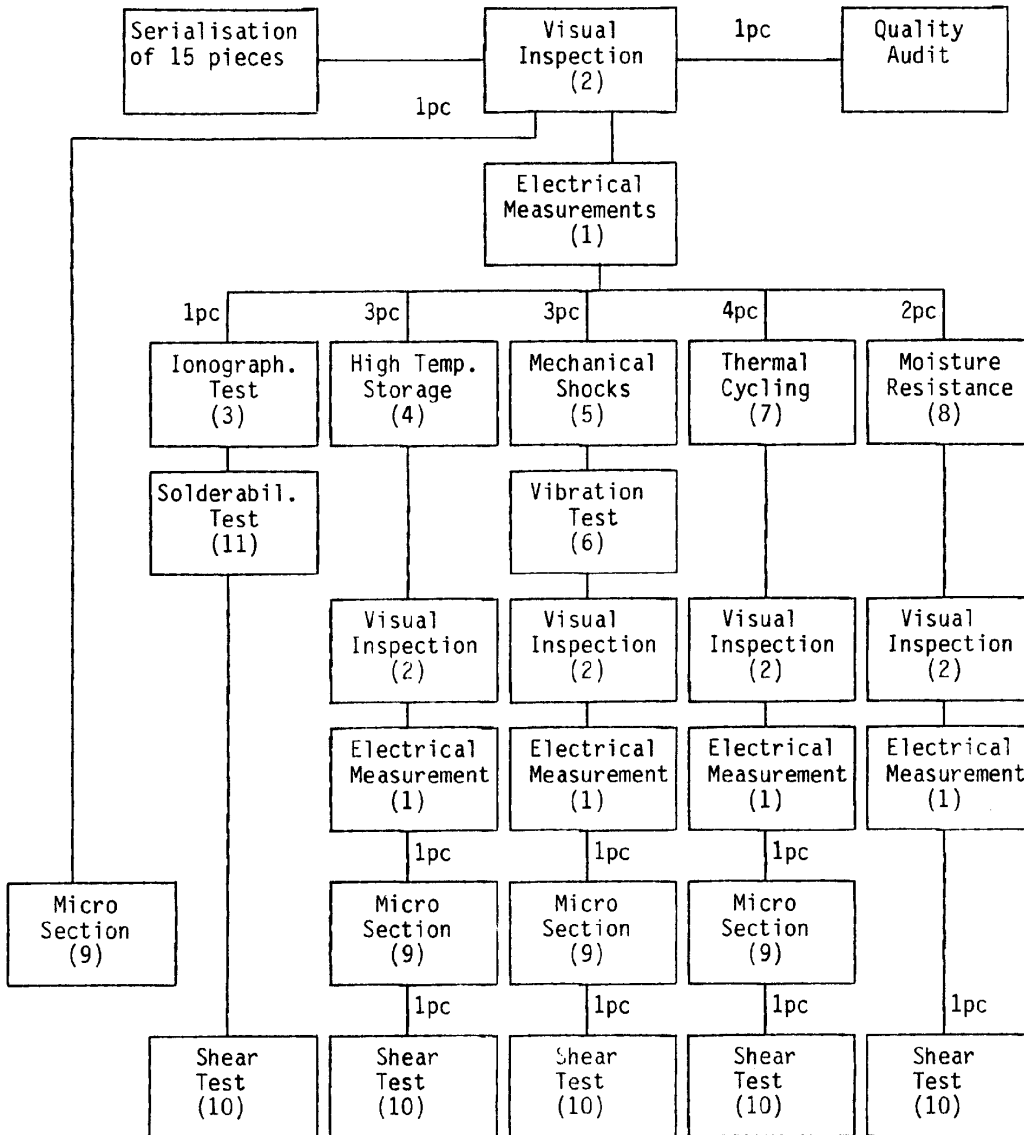 Serialisation
of 15 pieces
Visual
Inspection
(2)
1pc
Quality
Audit
1pc
Electrical
Measurements
(1)
1pc
3pc
3pc
4pc
2pc
Ionograph.
Test
(3)
High Temp.
Storage
(4)
Mechanical
Shocks
(5)
Thermal
Cycling
(7)
Moisture
Resistance
(8)
Solderabil.
Test
(11)
Vibration
Test
(6)
Visual
Inspection
(2)
Visual
Inspection
(2)
Visual
Inspection
(2)
Visual
Inspection
(2)
Electrical
Measurement
(1)
Electrical
Measurement
(1)
Electrical
Measurement
(1)
Electrical
Measurement
(1)
1pc
1pc
1pc
Micro
Section
(9)
Micro
Section
(9)
Micro
Section
(9)
Micro
Section
(9)
1pc
1pc
1pc
1pc
Shear
Test
(10)
Shear
Test
(10)
Shear
Test
(10)
Shear
Test
(10)
Shear
Test
(10)